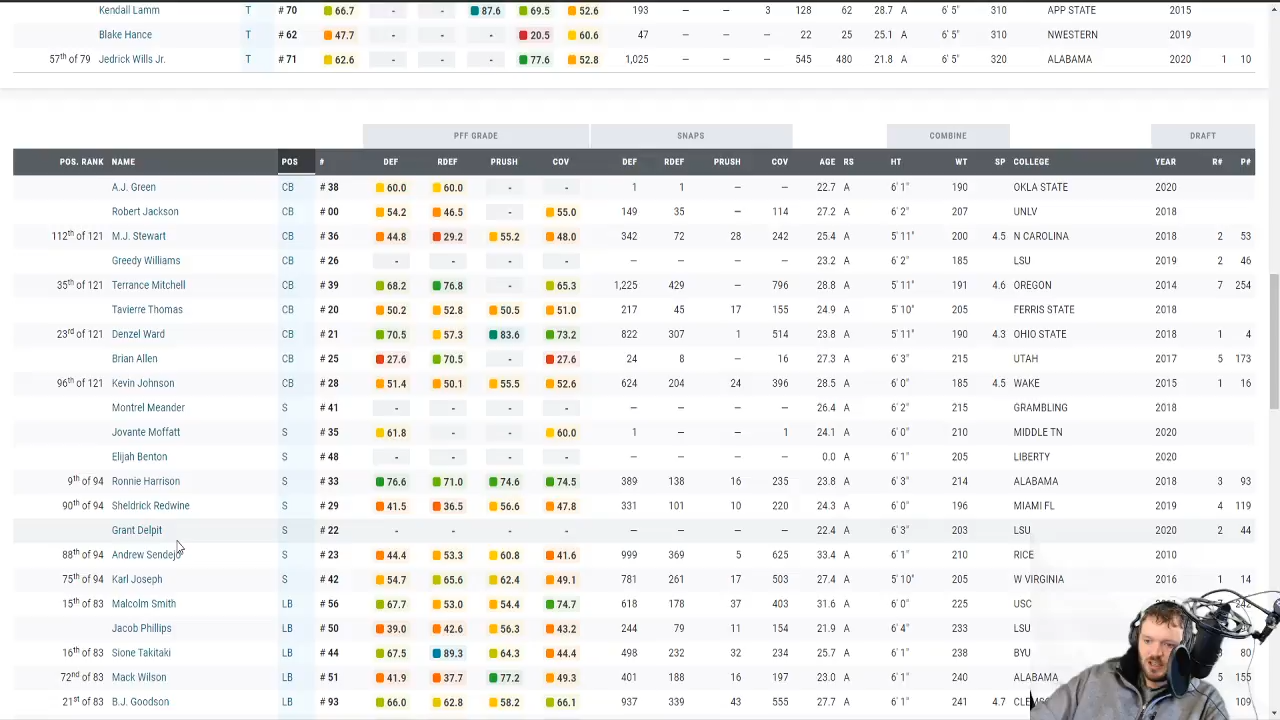 Kendall Lamm T # 70 66.7 - - 87.6 69.5 52.6 193 — — 3 128 62 28.7 A 6' 5" 310 APP STATE 2015
Blake Hance T # 62 47.7 - - - 20.5 60.6 47 — — — 22 25 25.1 A 6' 5" 310 NWESTERN 2019
57th of 79 Jedrick Wills Jr. T # 71 62.6 - - - 77.6 52.8 1,025 — — — 545 480 21.8 A 6' 5" 320 ALABAMA 2020 1 10
PFF GRADE SNAPS COMBINE DRAFT
POS. RANK NAME POS # DEF RDEF PRUSH COV DEF RDEF PRUSH COV AGE RS HT WT SP COLLEGE YEAR R# P#
A.J. Green CB # 38 60.0 60.0 - - 1 1 — — 22.7 A 6' 1" 190 OKLA STATE 2020
Robert Jackson CB # 00 54.2 46.5 - 55.0 149 35 — 114 27.2 A 6' 2" 207 UNLV 2018
112th of 121 M.J. Stewart CB # 36 44.8 29.2 55.2 48.0 342 72 28 242 25.4 A 5' 11" 200 4.5 N CAROLINA 2018 2 53
Greedy Williams CB # 26 - - - - — — — — 23.2 A 6' 2" 185 LSU 2019 2 46
35th of 121 Terrance Mitchell CB # 39 68.2 76.8 - 65.3 1,225 429 — 796 28.8 A 5' 11" 191 4.6 OREGON 2014 7 254
Tavierre Thomas CB # 20 50.2 52.8 50.5 51.0 217 45 17 155 24.9 A 5' 10" 205 FERRIS STATE 2018
23rd of 121 Denzel Ward CB # 21 70.5 57.3 83.6 73.2 822 307 1 514 23.8 A 5' 11" 190 4.3 OHIO STATE 2018 1 4
Brian Allen CB # 25 27.6 70.5 - 27.6 24 8 — 16 27.3 A 6' 3" 215 UTAH 2017 5 173
96th of 121 Kevin Johnson CB # 28 51.4 50.1 55.5 52.6 624 204 24 396 28.5 A 6' 0" 185 4.5 WAKE 2015 1 16
Montrel Meander S # 41 - - - - — — — — 26.4 A 6' 2" 215 GRAMBLING 2018
Jovante Moffatt S # 35 61.8 - - 60.0 1 — — 1 24.1 A 6' 0" 210 MIDDLE TN 2020
Elijah Benton S # 48 - - - - — — — — 0.0 A 6' 1" 205 LIBERTY 2020
9th of 94 Ronnie Harrison S # 33 76.6 71.0 74.6 74.5 389 138 16 235 23.8 A 6' 3" 214 ALABAMA 2018 3 93
90th of 94 Sheldrick Redwine S # 29 41.5 36.5 56.6 47.8 331 101 10 220 24.3 A 6' 0" 196 MIAMI FL 2019 4 119
Grant Delpit S # 22 - - - - — — — — 22.4 A 6' 3" 203 LSU 2020 2 44
88th of 94 Andrew Sendejo S # 23 44.4 53.3 60.8 41.6 999 369 5 625 33.4 A 6' 1" 210 RICE 2010
75th of 94 Karl Joseph S # 42 54.7 65.6 62.4 49.1 781 261 17 503 27.4 A 5' 10" 205 W VIRGINIA 2016 1 14
15th of 83 Malcolm Smith LB # 56 67.7 53.0 54.4 74.7 618 178 37 403 31.6 A 6' 0" 225 USC 242
Jacob Phillips LB # 50 39.0 42.6 56.3 43.2 244 79 11 154 21.9 A 6' 4" 233 LSU
16th of 83 Sione Takitaki LB # 44 67.5 89.3 64.3 44.4 498 232 32 234 25.7 A 6' 1" 238 BYU 80
72nd of 83 Mack Wilson LB # 51 41.9 37.7 77.2 49.3 401 188 16 197 23.0 A 6' 1" 240 ALABAMA 5 155
21st of 83 B.J. Goodson LB # 93 66.0 62.8 58.2 66.1 937 339 43 555 27.7 A 6' 1" 241 4.7 109